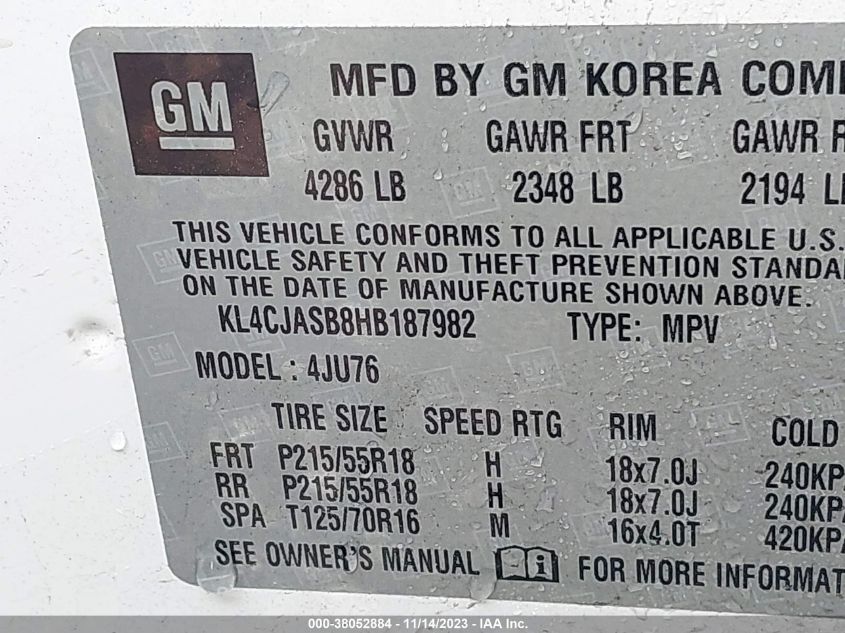 GM
MFD BY GM KOREA
GVWR GAWR FRT GAWR
4286 LB 2348 LB 2194
THIS VEHICLE CONFORMS TO ALL APPLICABLE U.S.
VEHICLE SAFETY AND THEFT PREVENTION
ON THE DATE OF MANUFACTURE SHOWN ABOVE.
KL4CJASB8HB187982 TYPE: MPV
MODEL : 4JU76
TIRE SIZE SPEED RTG RIM COLD
FRT P215/55R18 H 18x7.0J 240KP
RR P215/55R18 H 18x7.0J 240KP
SPA T125/70R16 M 16x4.0T 420KP
SEE OWNER'S MANUAL FOR MORE
000-38052884 - 11/14/2023 - IAA, Inc.